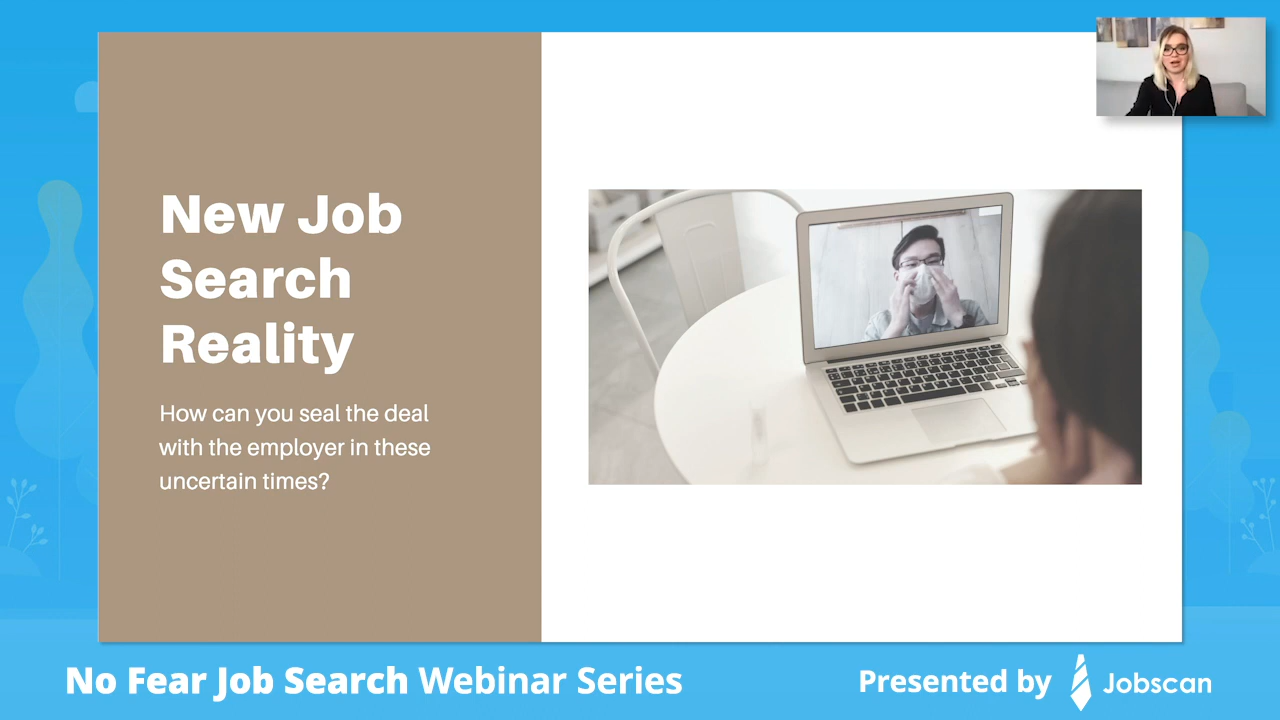 New Job
Search
Reality
How can you seal the deal
with the employer in these
uncertain times?
No Fear Job Search Webinar Series
Presented by Jobscan